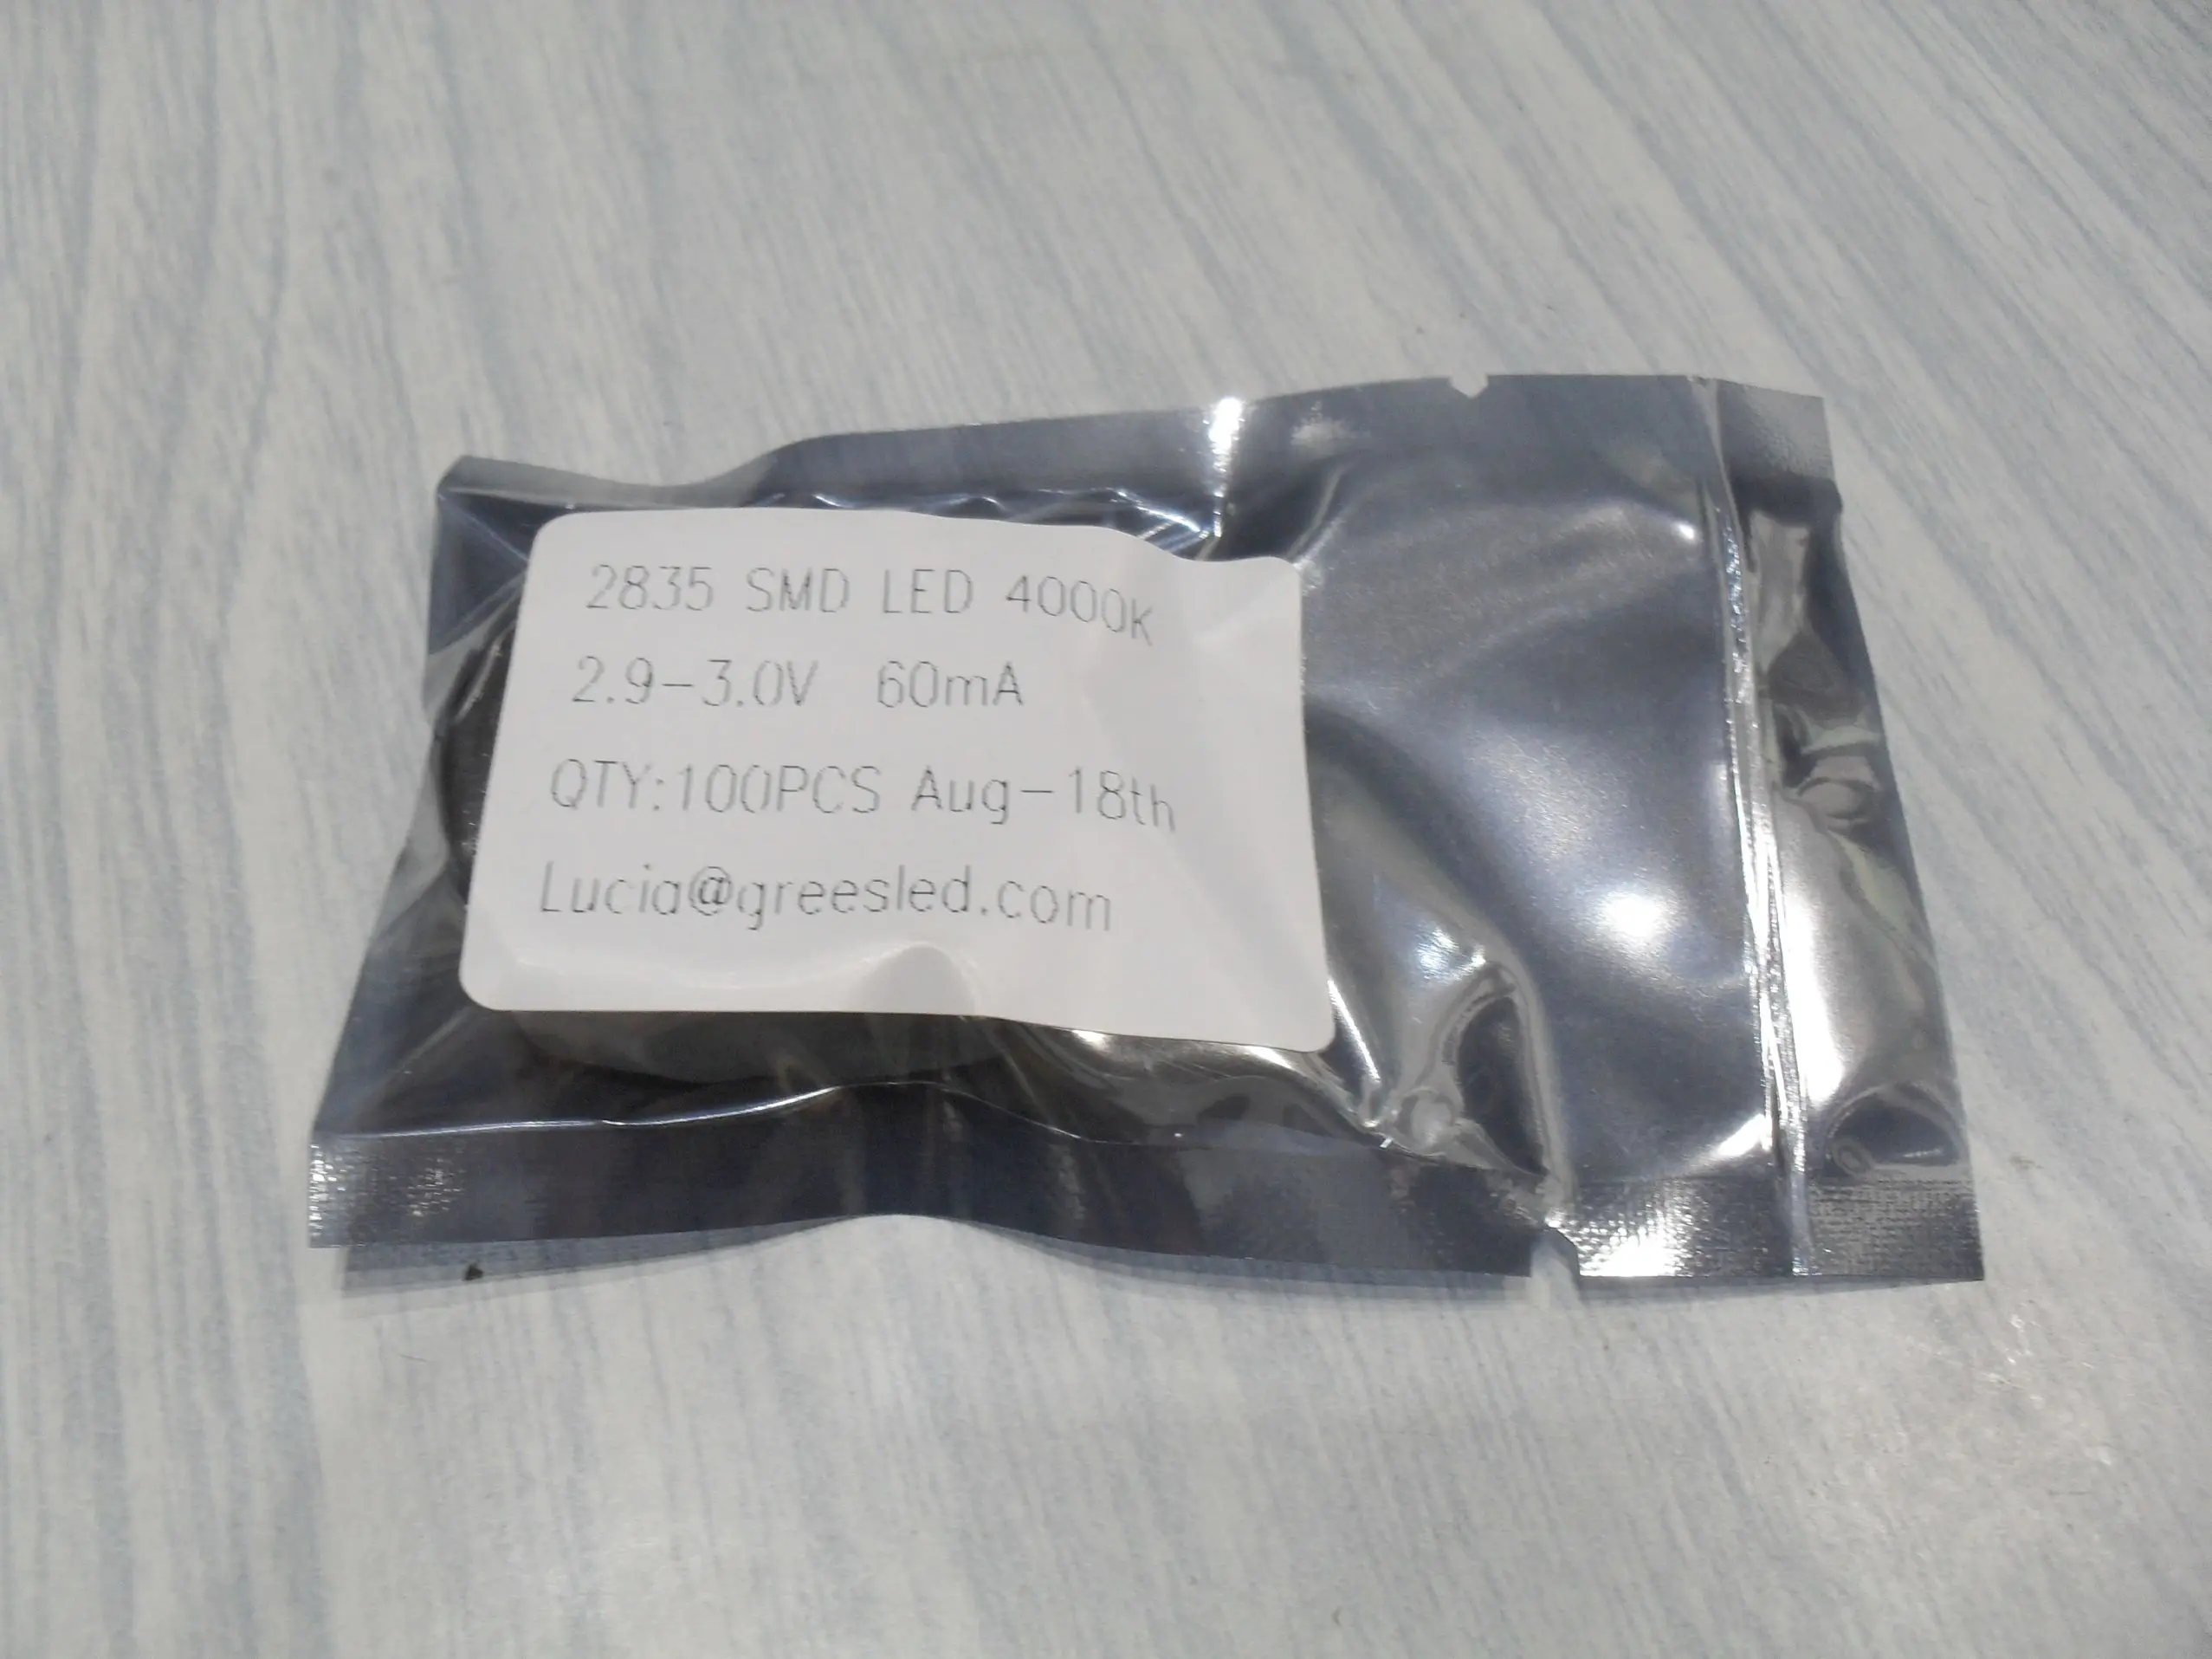 2835 SMD LED 4000K
2.9-3.0V 60mA
QTY:100PCS Aug-18th
Lucia@greesled.com